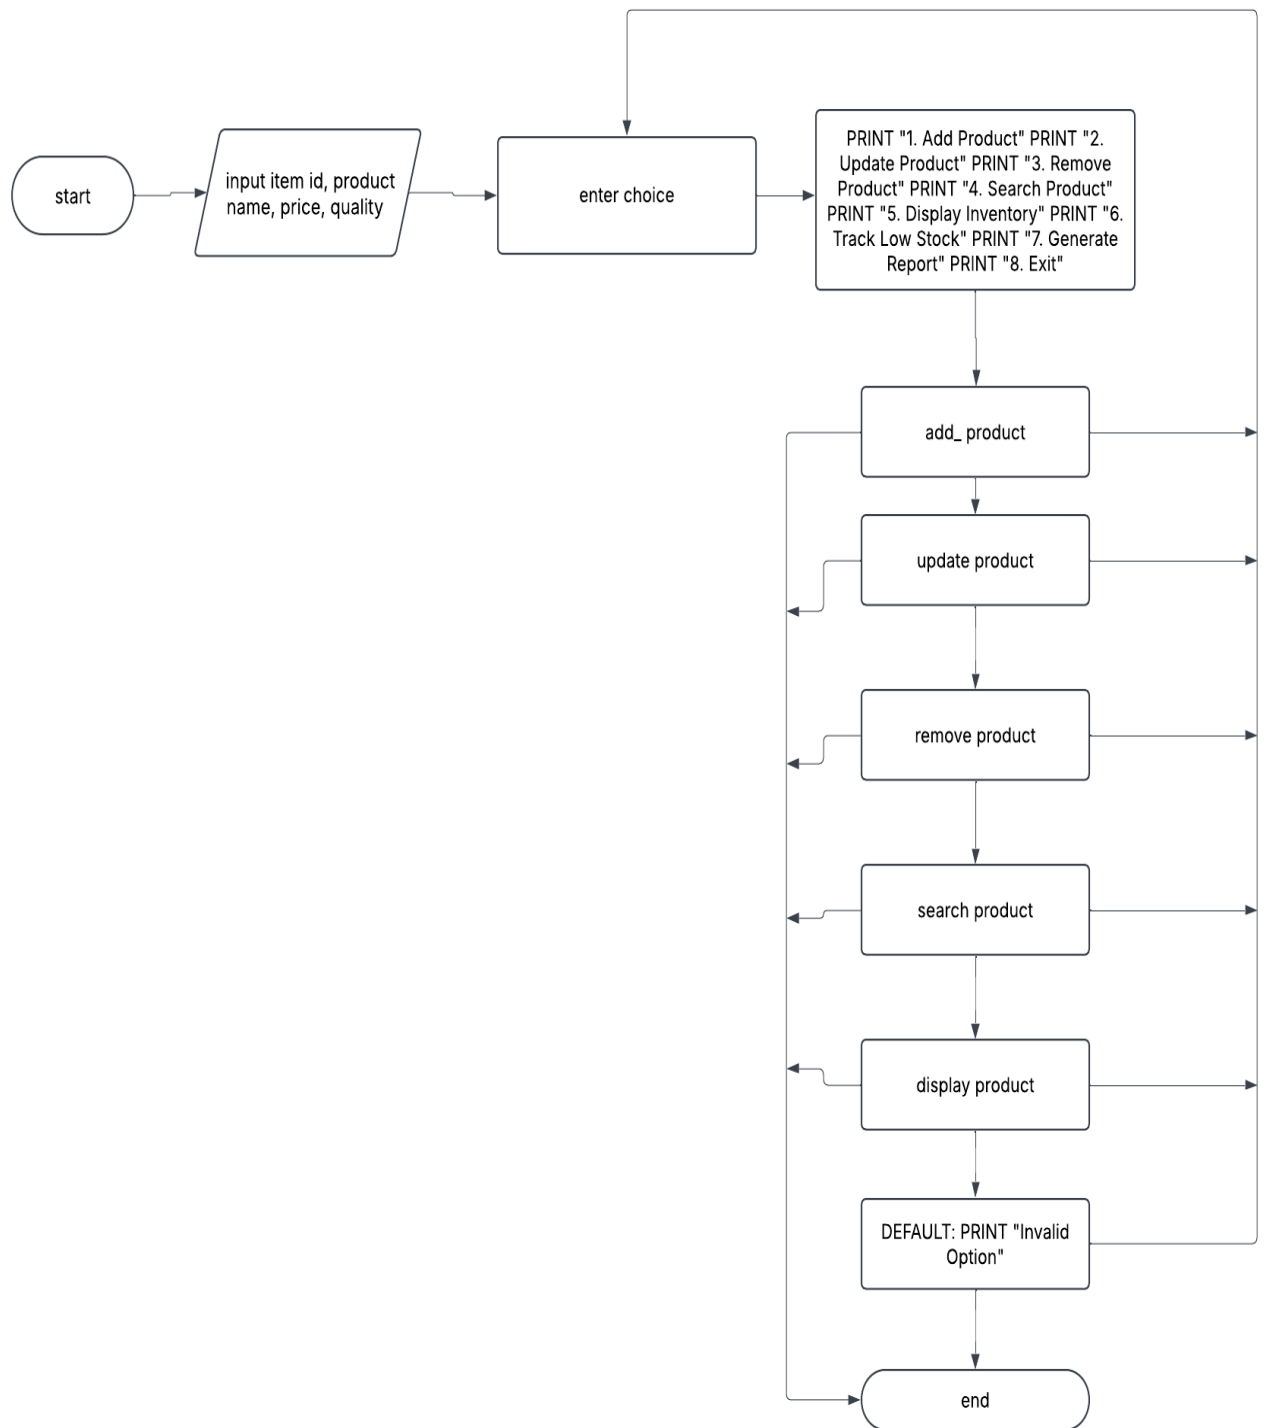 start
input item id, product
name, price, quality
enter choice
PRINT "1. Add Product" PRINT "2.
Update Product" PRINT "3. Remove
Product" PRINT "4. Search Product"
PRINT "5. Display Inventory" PRINT "6.
Track Low Stock" PRINT "7. Generate
Report" PRINT "8. Exit"
add_ product
update product
remove product
search product
display product
DEFAULT: PRINT "Invalid
Option"
end